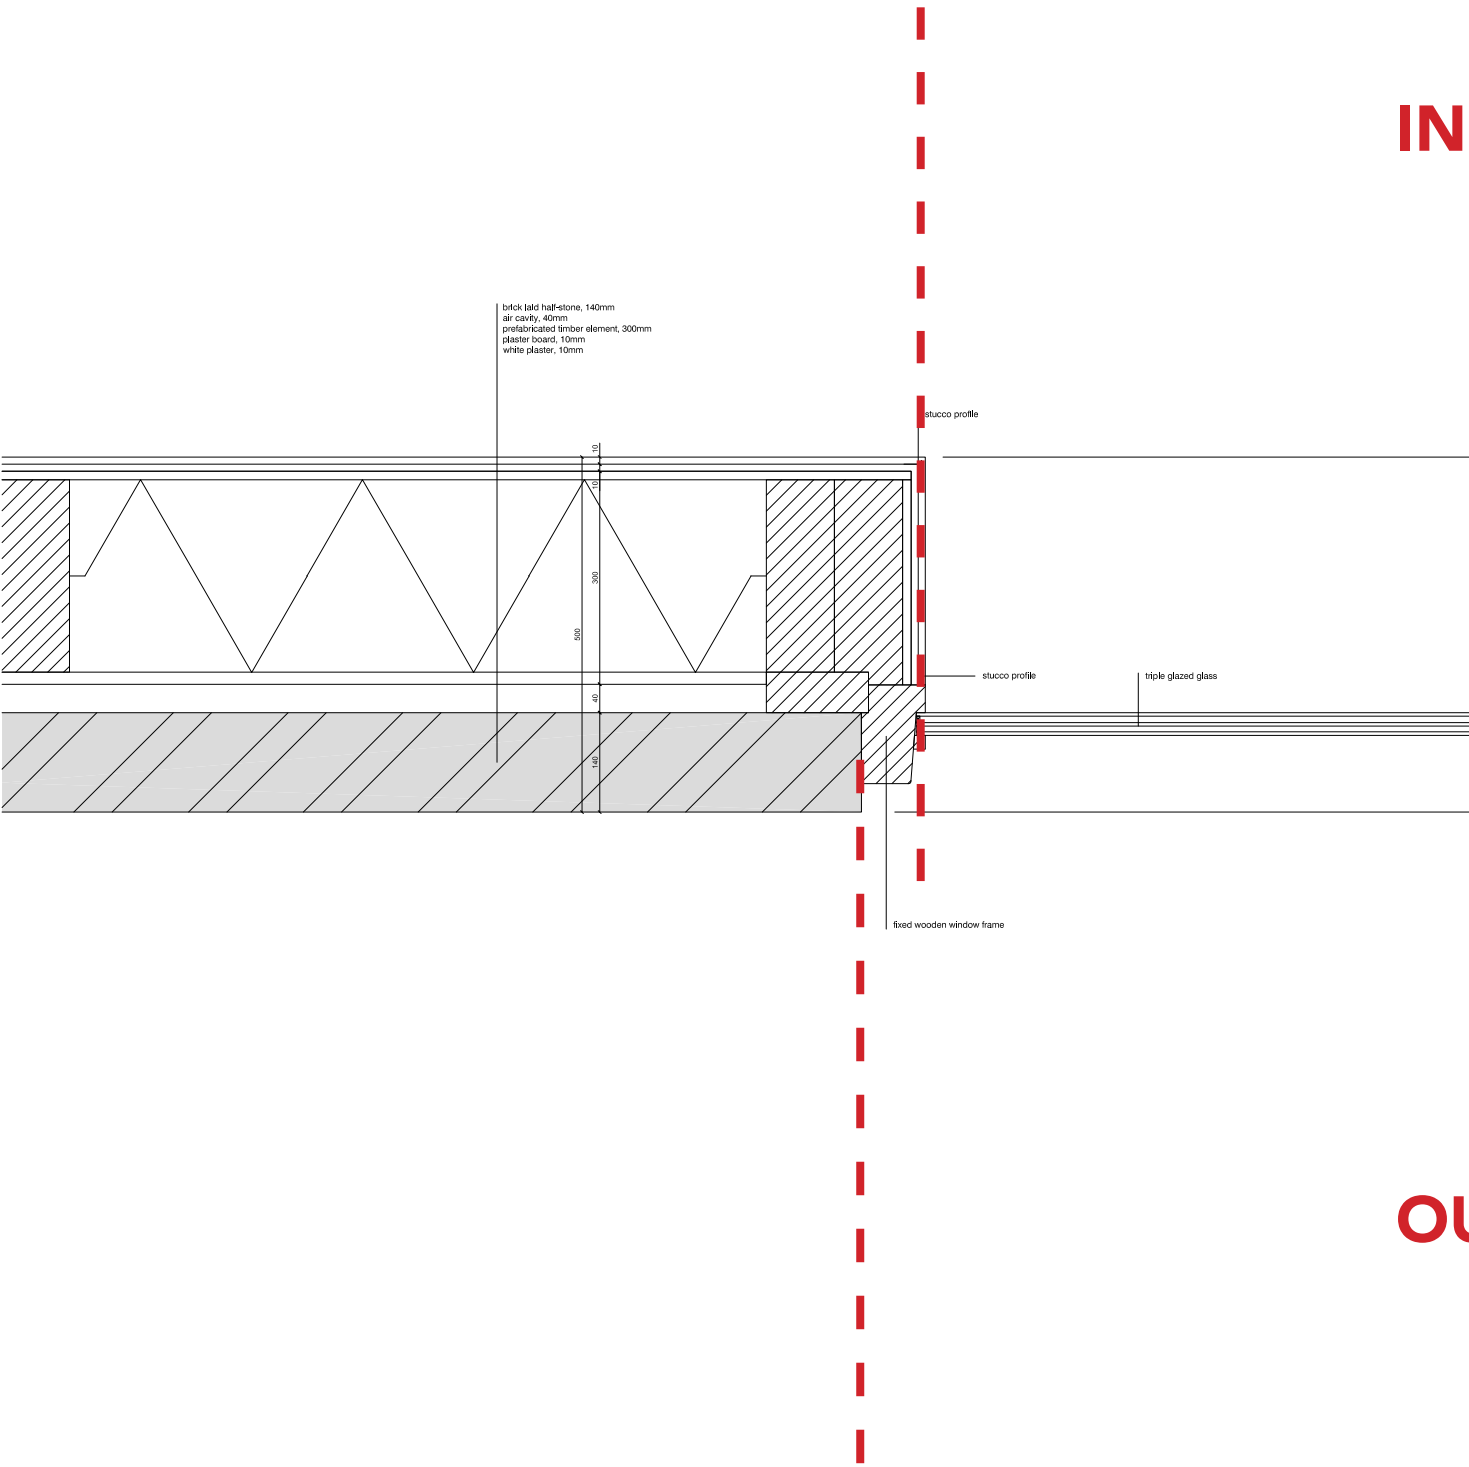 IN
brick laid half-stone, 140mm
air cavity, 40mm
prefabricated timber element, 300mm
plaster board, 10mm
white plaster, 10mm
stucco profile
10
10
300
500
40
140
stucco profile
triple glazed glass
fixed wooden window frame
OU